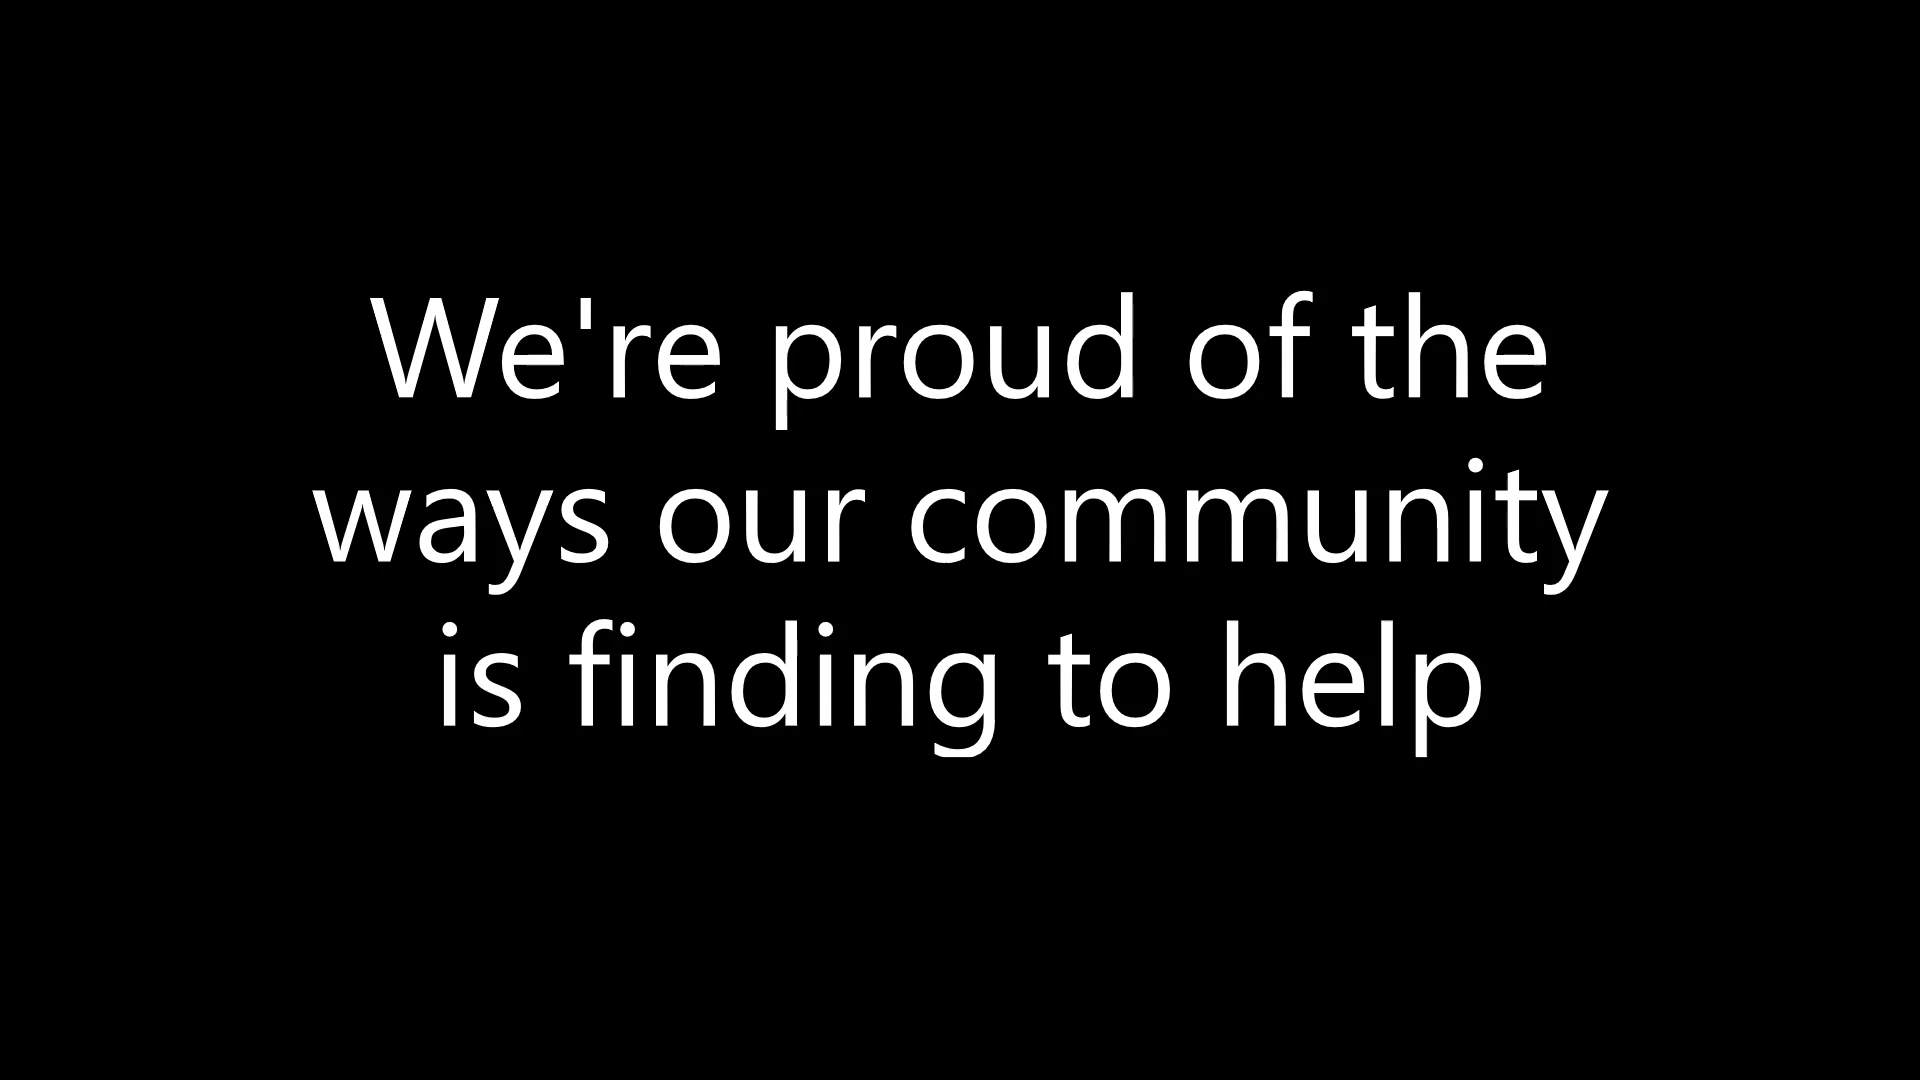 We're proud of the
ways our community
is finding to help